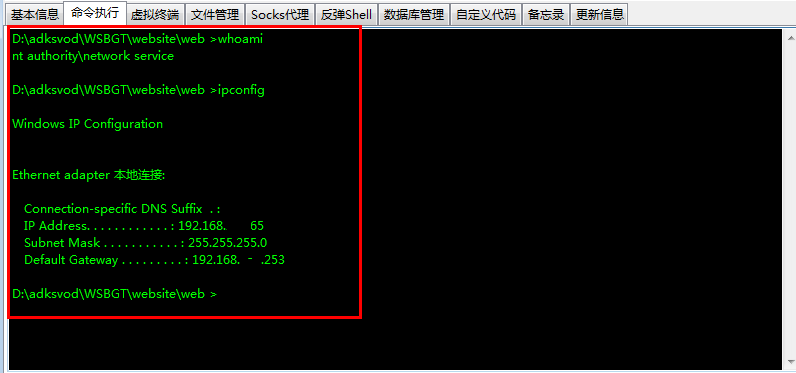 基本信息 命令执行 虚拟终端 文件管理 Socks代理 反弹Shell 数据库管理 自定义代码 备忘录 更新信息
D:\adksvod\WSBGT\website\web >whoami
nt authority\network service
D:\adksvod\WSBGT\website\web >ipconfig
Windows IP Configuration
Ethernet adapter 本地连接:
Connection-specific DNS Suffix . :
IP Address. . . . . . . . . . . . : 192.168. 65
Subnet Mask . . . . . . . . . . . : 255.255.255.0
Default Gateway . . . . . . . . . : 192.168. .253
D:\adksvod\WSBGT\website\web >